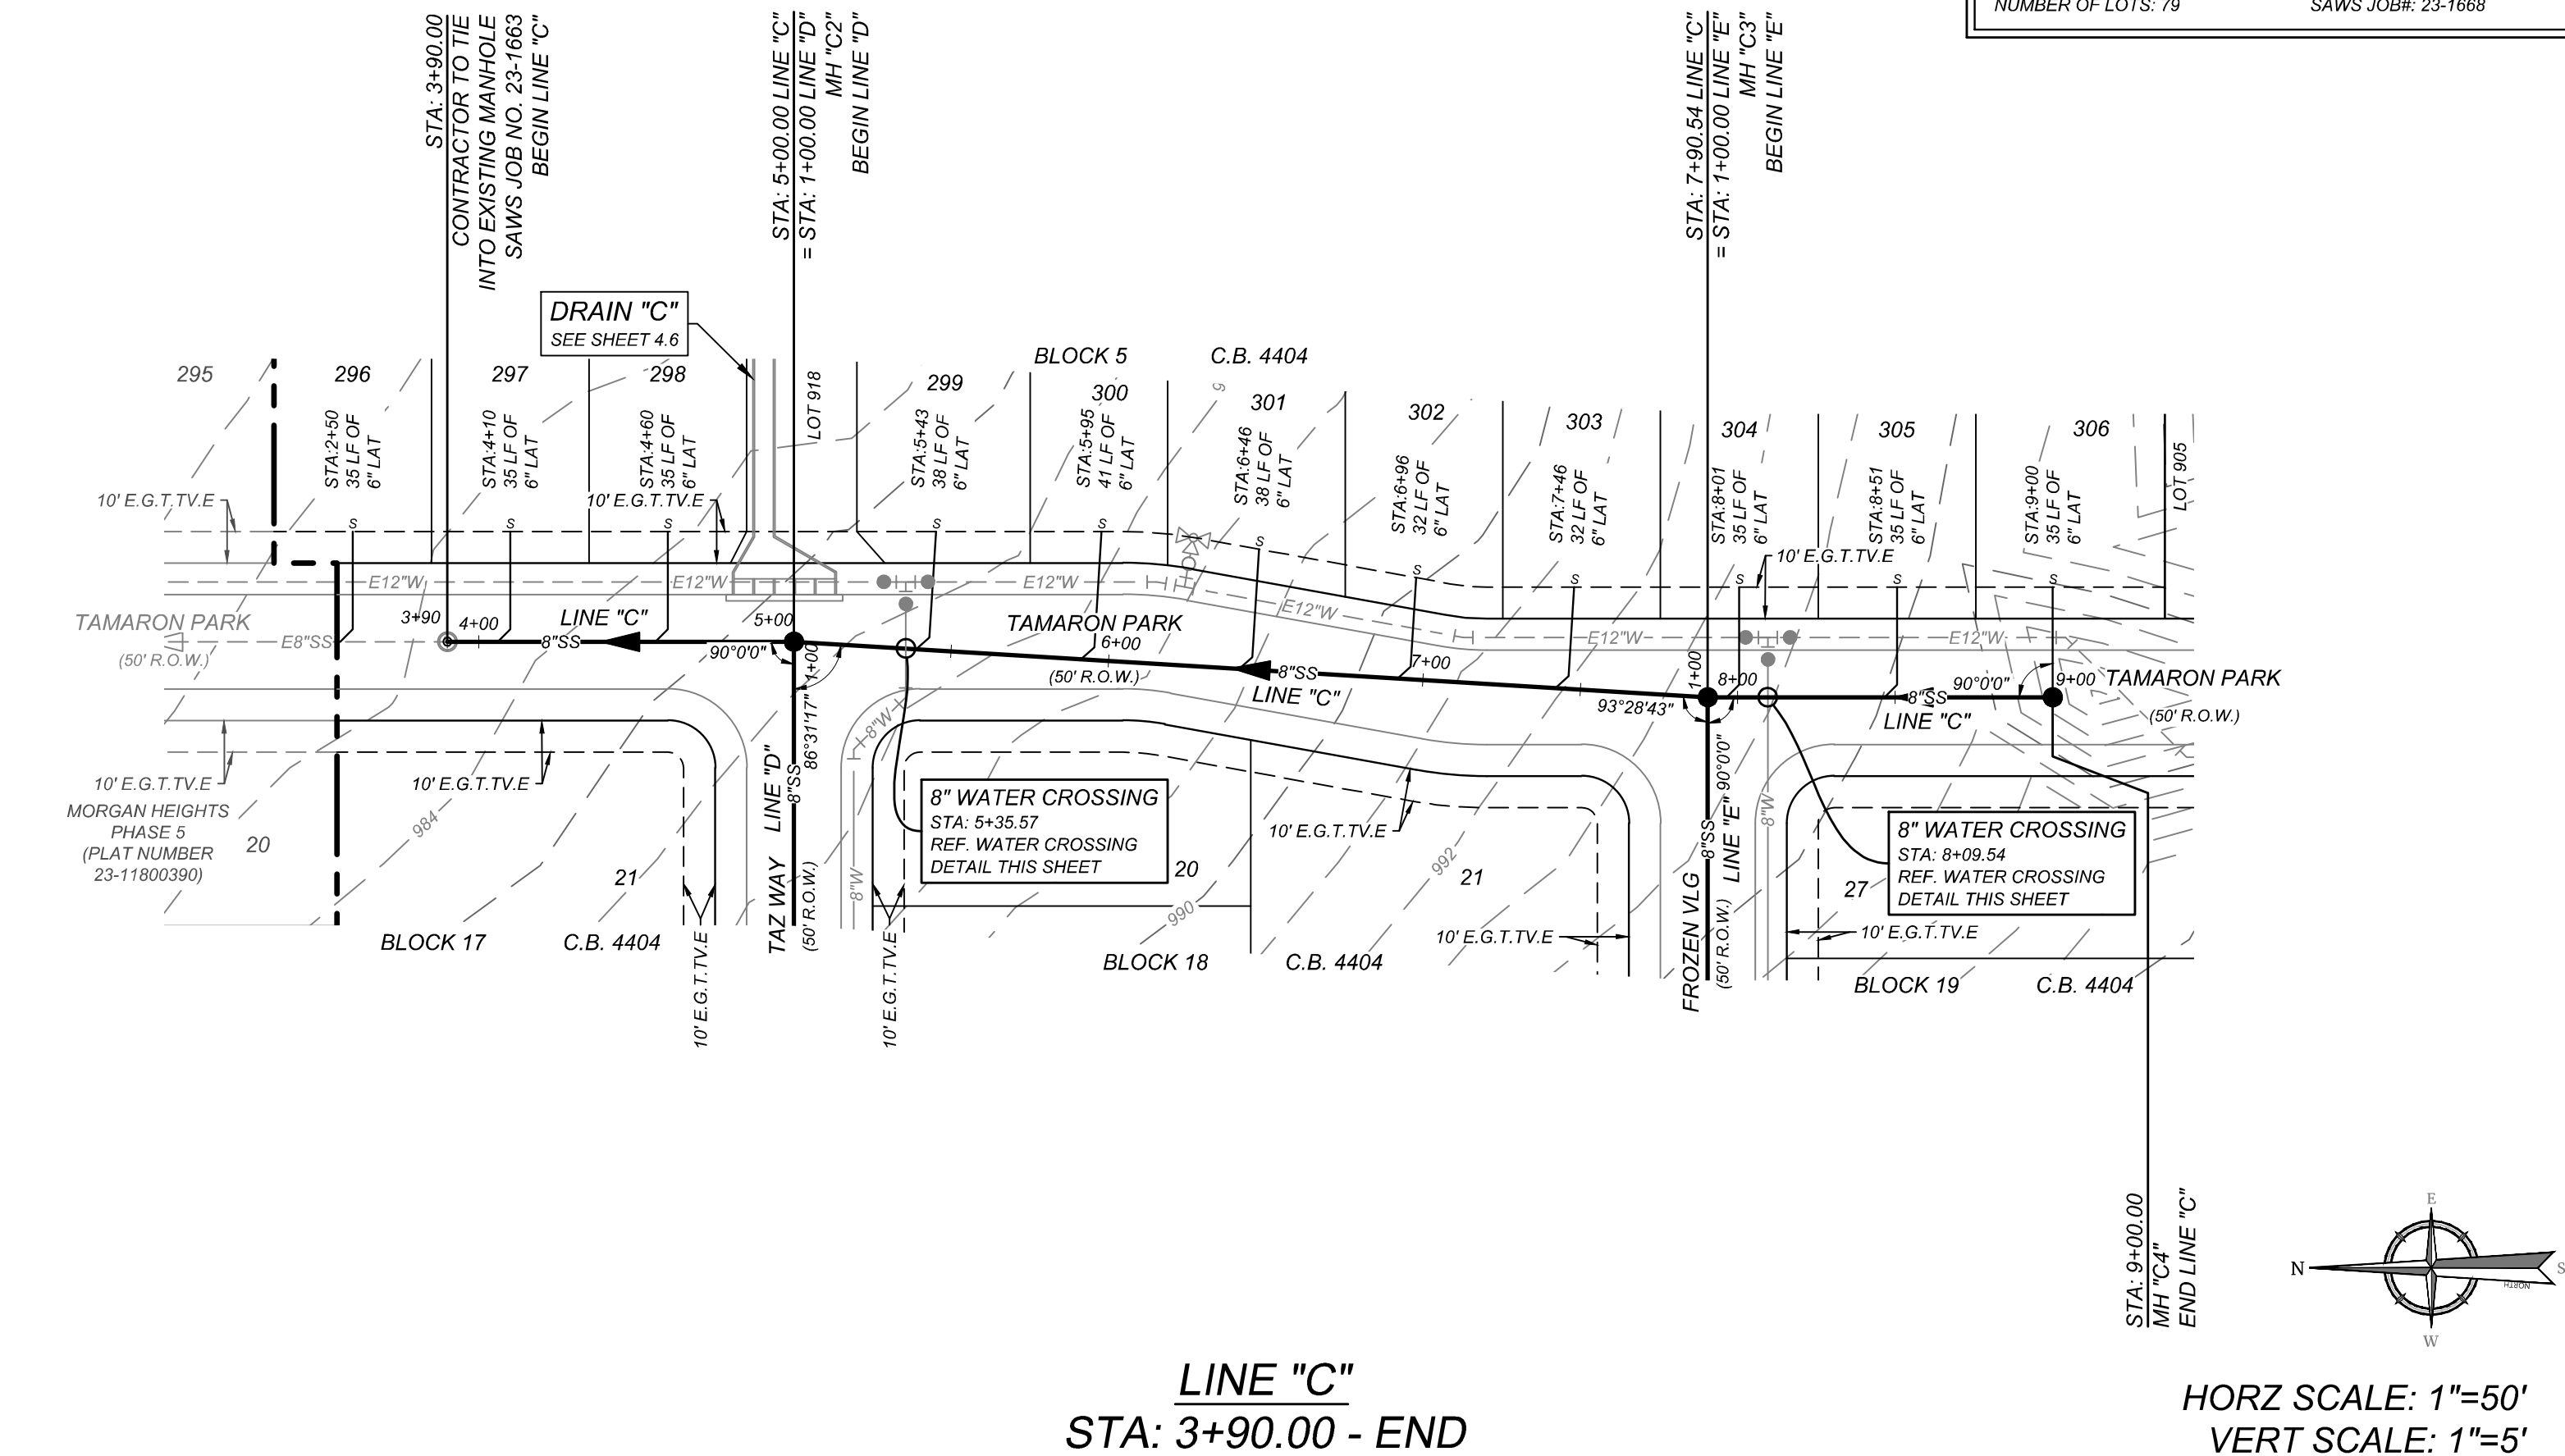 NUMBER OF LOTS: 79
SAWS JOB#: 23-1668
STA: 3+90.00
CONTRACTOR TO TIE
INTO EXISTING MANHOLE
SAWS JOB NO. 23-1663
BEGIN LINE "C"
STA: 5+00.00 LINE "C"
= STA: 1+00.00 LINE "D"
MH "C2"
BEGIN LINE "D"
STA: 7+90.54 LINE "C"
= STA: 1+00.00 LINE "E"
MH "C3"
BEGIN LINE "E"
DRAIN "C"
SEE SHEET 4.6
BLOCK 5
C.B. 4404
295
296
297
298
LOT 918
299
300
301
302
303
304
305
306
LOT 905
9
STA:2+50
35 LF OF
6" LAT
STA:4+10
35 LF OF
6" LAT
STA:4+60
35 LF OF
6" LAT
STA:5+43
38 LF OF
6" LAT
STA:5+95
41 LF OF
6" LAT
STA:6+46
38 LF OF
6" LAT
STA:6+96
32 LF OF
6" LAT
STA:7+46
32 LF OF
6" LAT
STA:8+01
35 LF OF
6" LAT
STA:8+51
35 LF OF
6" LAT
STA:9+00
35 LF OF
6" LAT
10' E.G.T.TV.E
10' E.G.T.TV.E
10' E.G.T.TV.E
S
S
S
S
S
S
S
S
S
S
S
E12"W
E12"W
E12"W
E12"W
E12"W
E12"W
TAMARON PARK
(50' R.O.W.)
E8"SS
3+90
4+00
LINE "C"
8"SS
5+00
90°0'0"
1+00
86°31'17"
TAMARON PARK
6+00
(50' R.O.W.)
8"SS
LINE "C"
7+00
93°28'43"
1+00
8+00
90°0'0"
8"SS
LINE "C"
90°0'0"
9+00
TAMARON PARK
(50' R.O.W.)
10' E.G.T.TV.E
10' E.G.T.TV.E
MORGAN HEIGHTS
PHASE 5
(PLAT NUMBER
23-11800390)
20
984
21
BLOCK 17
C.B. 4404
10' E.G.T.TV.E
TAZ WAY
LINE "D"
8"SS
(50' R.O.W.)
8"W
8"W
10' E.G.T.TV.E
8" WATER CROSSING
STA: 5+35.57
REF. WATER CROSSING
DETAIL THIS SHEET
20
990
10' E.G.T.TV.E
992
21
BLOCK 18
C.B. 4404
10' E.G.T.TV.E
FROZEN VLG
8"SS
LINE "E"
(50' R.O.W.)
8"W
8" WATER CROSSING
STA: 8+09.54
REF. WATER CROSSING
DETAIL THIS SHEET
27
10' E.G.T.TV.E
BLOCK 19
C.B. 4404
STA: 9+00.00
MH "C4"
END LINE "C"
E
N
S
W
NORTH
LINE "C"
STA: 3+90.00 - END
HORZ SCALE: 1"=50'
VERT SCALE: 1"=5'